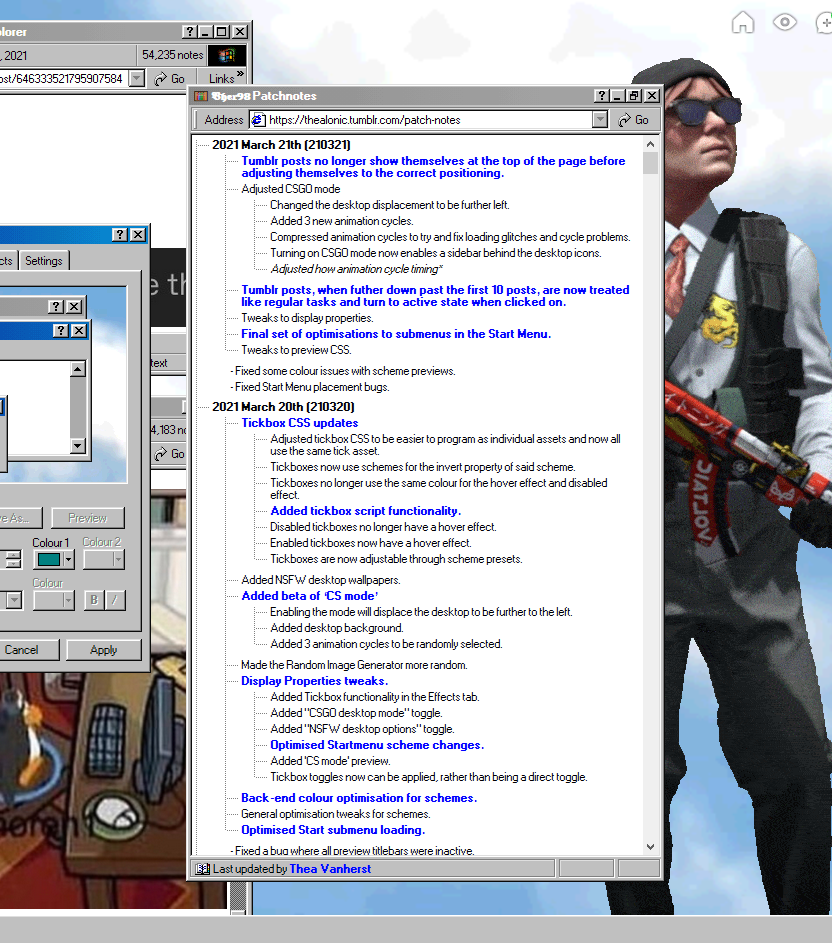 plorer
, 2021
54,235 notes
ost/646333521795907584
Go
Links
Patchnotes
Address
https://thealonic.tumblr.com/patch-notes
Go
2021 March 21th (210321)
Tumblr posts no longer show themselves at the top of the page before
adjusting themselves to the correct positioning.
Adjusted CSGO mode
Changed the desktop displacement to be further left.
Added 3 new animation cycles.
Compressed animation cycles to try and fix loading glitches and cycle problems.
Turning on CSGO mode now enables a sidebar behind the desktop icons.
Adjusted how animation cycle timing*
Tumblr posts, when futher down past the first 10 posts, are now treated
like regular tasks and turn to active state when clicked on.
Tweaks to display properties.
Final set of optimisations to submenus in the Start Menu.
Tweaks to preview CSS.
- Fixed some colour issues with scheme previews.
- Fixed Start Menu placement bugs.
2021 March 20th (210320)
Tickbox CSS updates
Adjusted tickbox CSS to be easier to program as individual assets and now all
use the same tick asset.
Tickboxes now use schemes for the invert property of said scheme.
Tickboxes no longer use the same colour for the hover effect and disabled
effect.
Added tickbox script functionality.
Disabled tickboxes no longer have a hover effect.
Enabled tickboxes now have a hover effect.
Tickboxes are now adjustable through scheme presets.
Added NSFW desktop wallpapers.
Added beta of 'CS mode'
Enabling the mode will displace the desktop to be further to the left.
Added desktop background.
Added 3 animation cycles to be randomly selected.
Made the Random Image Generator more random.
Display Properties tweaks.
Added Tickbox functionality in the Effects tab.
Added "CSGO desktop mode" toggle.
Added "NSFW desktop options" toggle.
Optimised Startmenu scheme changes.
Added 'CS mode' preview.
Tickbox toggles now can be applied, rather than being a direct toggle.
Back-end colour optimisation for schemes.
General optimisation tweaks for schemes.
Optimised Start submenu loading.
- Fixed a bug where all preview titlebars were inactive.
Last updated by Thea Vanherst
cts
Settings
e th
text
4,183 no
Go
e As...
Preview
Colour 1
Colour 2
Colour
B
/
Cancel
Apply